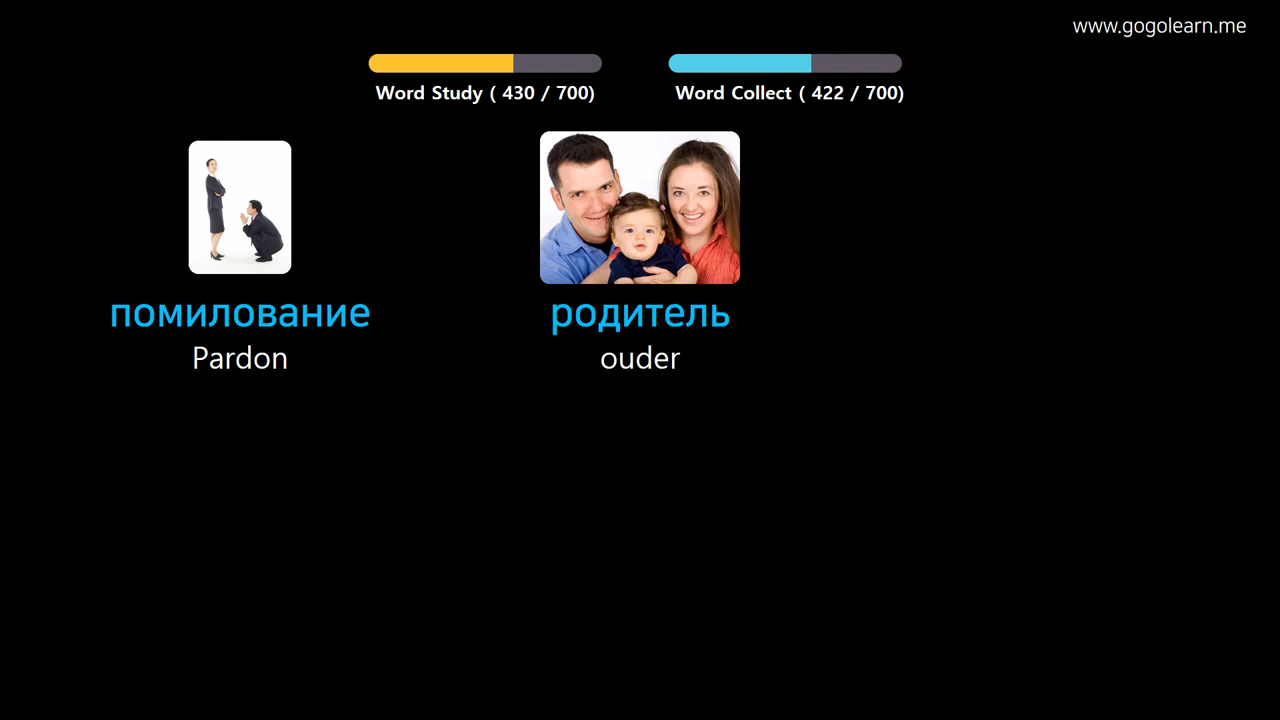 www.gogolearn.me
Word Study ( 430 / 700)
Word Collect ( 422 / 700)
помилование
Pardon
родитель
ouder